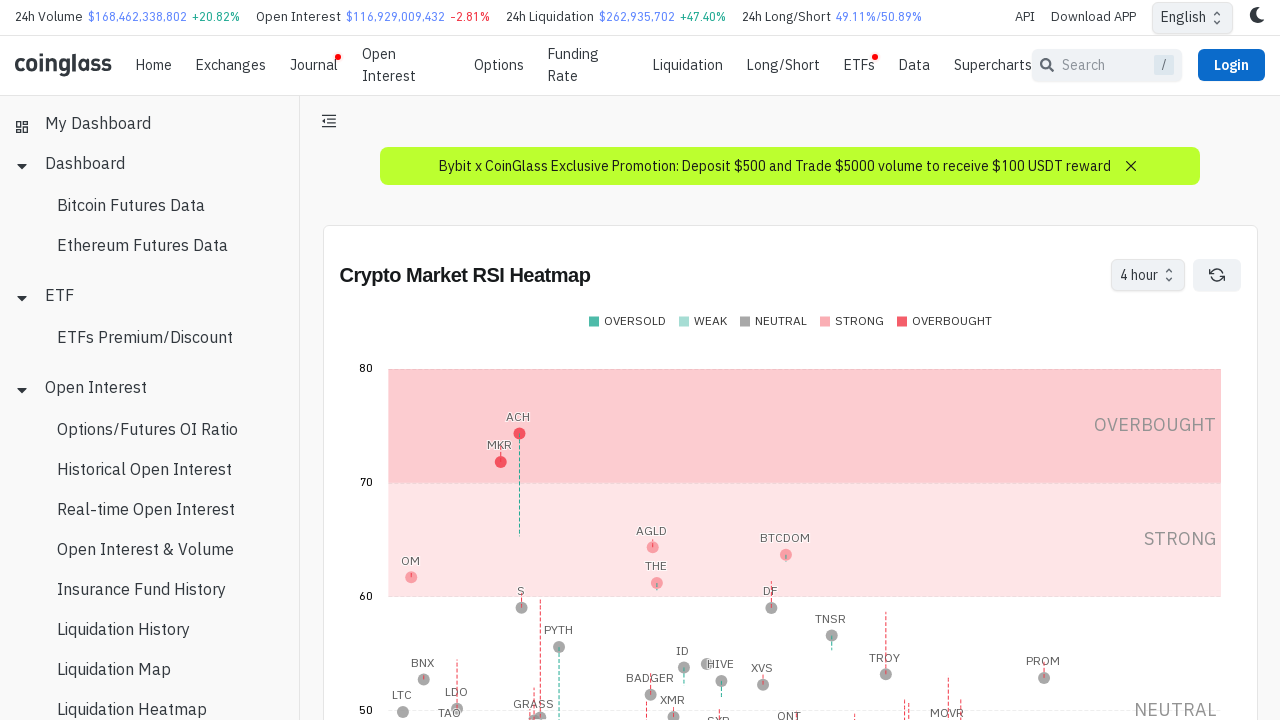 24h Volume $168,462,338,802 +20.82% Open Interest $116,929,009,432 -2.81% 24h Liquidation $262,935,702 +47.40% 24h Long/Short 49.11%/50.89% API Download APP English
coinglass Home Exchanges Journal Open Interest Options Funding Rate Liquidation Long/Short ETFs Data Supercharts Search / Login
My Dashboard
Dashboard
Bitcoin Futures Data
Ethereum Futures Data
ETF
ETFs Premium/Discount
Open Interest
Options/Futures OI Ratio
Historical Open Interest
Real-time Open Interest
Open Interest & Volume
Insurance Fund History
Liquidation History
Liquidation Map
Liquidation Heatmap
Bybit x CoinGlass Exclusive Promotion: Deposit $500 and Trade $5000 volume to receive $100 USDT reward
Crypto Market RSI Heatmap 4 hour
OVERSOLD WEAK NEUTRAL STRONG OVERBOUGHT
80
ACH
OVERBOUGHT
MKR
70
AGLD
BTCDOM
STRONG
OM
THE
S
DF
60
TNSR
PYTH
ID
TROY
BNX
HIVE
XVS
PROM
BADGER
LTC
LDO
XMR
GRASS
50
TAO
ONT
MOVR
NEUTRAL